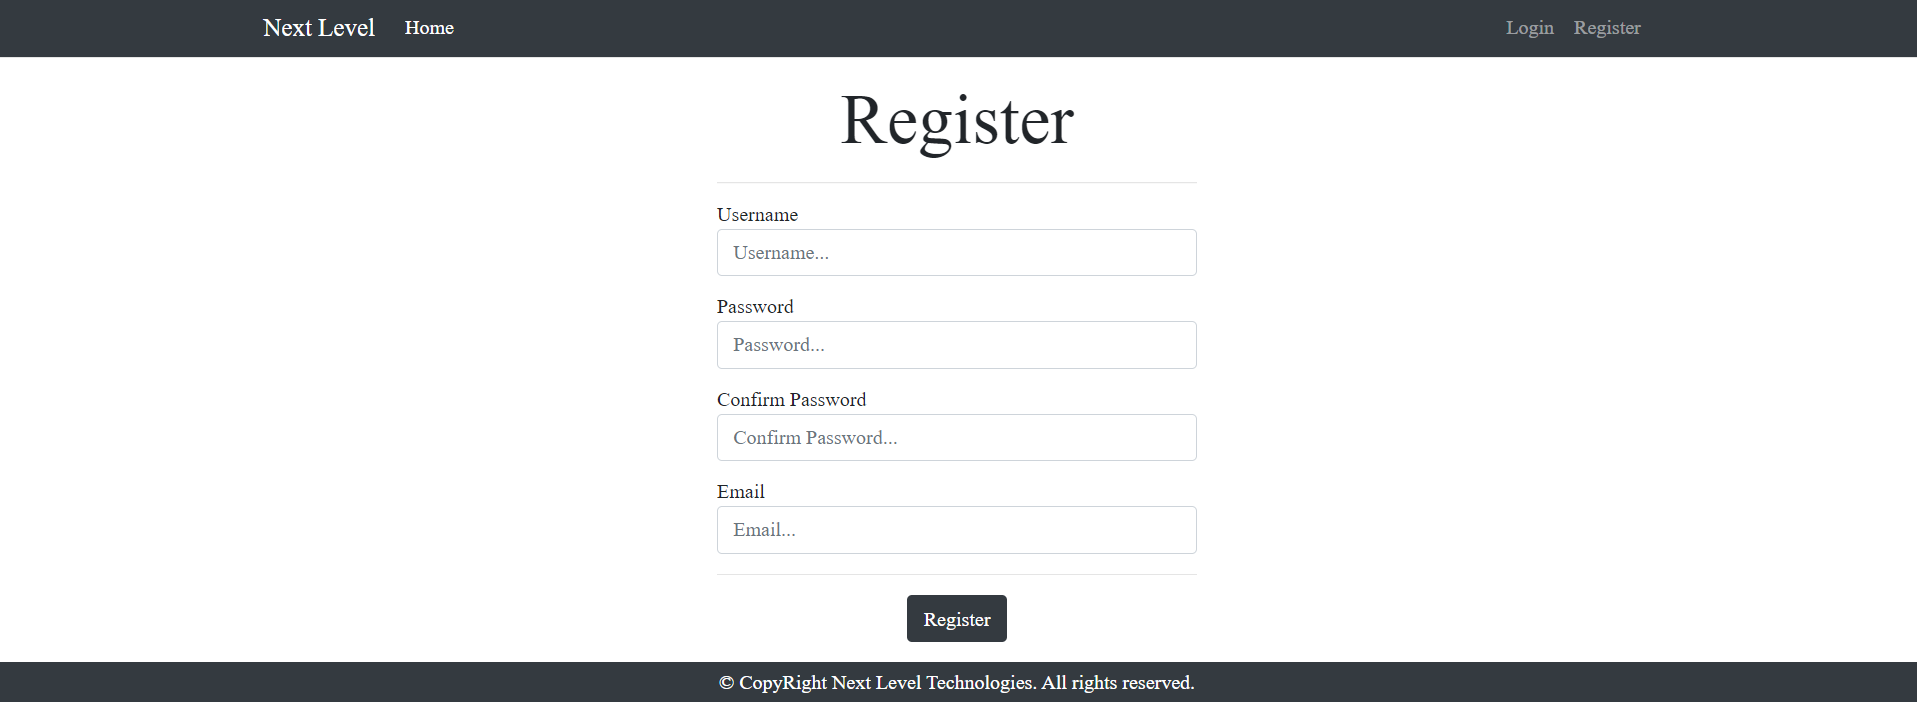 Next Level Home Login Register
Register
Username
Username...
Password
Password...
Confirm Password
Confirm Password...
Email
Email...
Register
© CopyRight Next Level Technologies. All rights reserved.